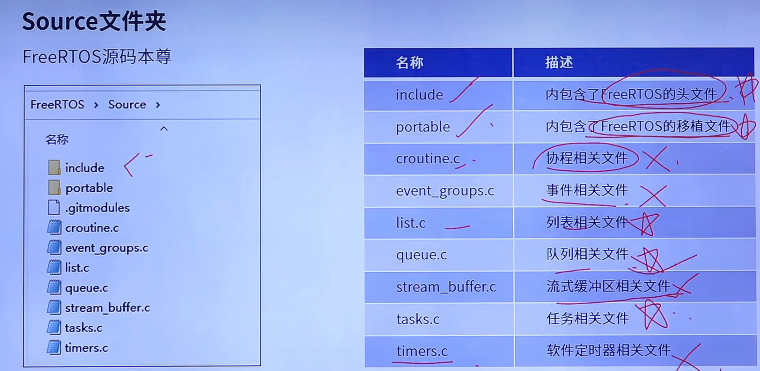 Source文件夹
FreeRTOS源码本尊
FreeRTOS > Source >
名称
include
portable
.gitmodules
croutine.c
event_groups.c
list.c
queue.c
stream_buffer.c
tasks.c
timers.c
名称 描述
include 内包含了FreeRTOS的头文件
portable 内包含了FreeRTOS的移植文件
croutine.c 协程相关文件
event_groups.c 事件相关文件
list.c 列表相关文件
queue.c 队列相关文件
stream_buffer.c 流式缓冲区相关文件
tasks.c 任务相关文件
timers.c 软件定时器相关文件